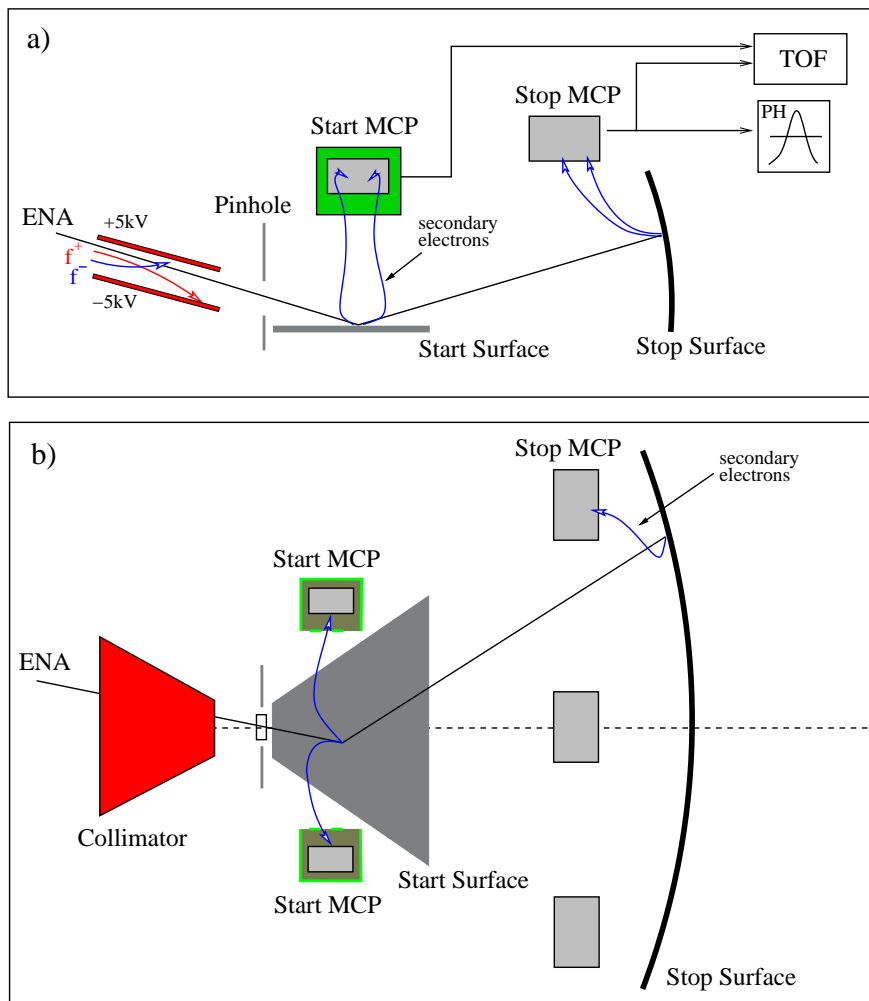 a)
TOF
Stop MCP
PH
Start MCP
Pinhole
ENA
+5kV
secondary
electrons
f+
f−
−5kV
Start Surface
Stop Surface
b)
Stop MCP
secondary
electrons
Start MCP
ENA
Collimator
Start Surface
Start MCP
Stop Surface